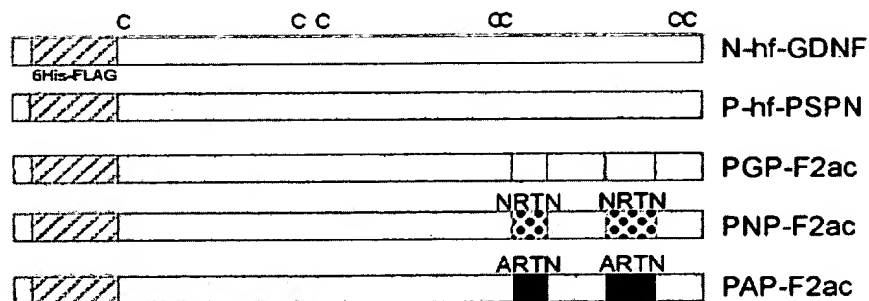 C C C CC CC
N-hf-GDNF
6His-FLAG
P-hf-PSPN
PGP-F2ac
NRTN NRTN
PNP-F2ac
ARTN ARTN
PAP-F2ac